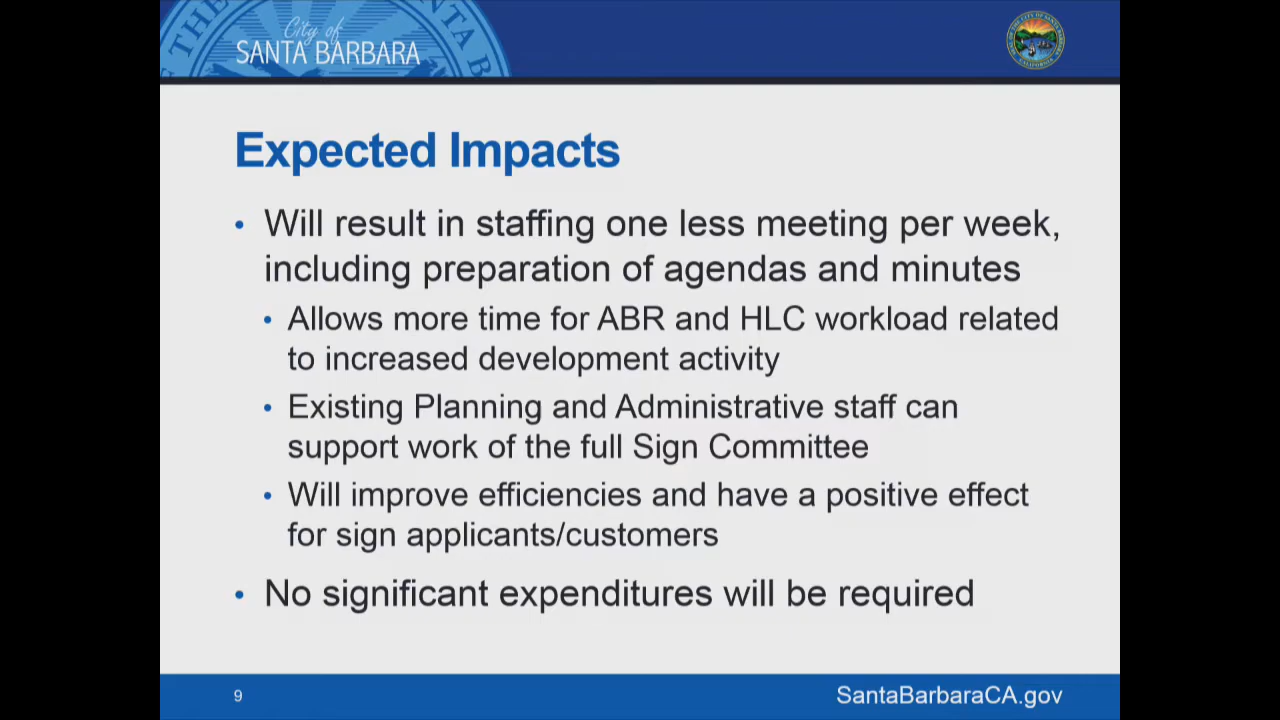 City of
SANTA BARBARA
Expected Impacts
• Will result in staffing one less meeting per week,
including preparation of agendas and minutes
• Allows more time for ABR and HLC workload related
to increased development activity
• Existing Planning and Administrative staff can
support work of the full Sign Committee
• Will improve efficiencies and have a positive effect
for sign applicants/customers
• No significant expenditures will be required
9
SantaBarbaraCA.gov